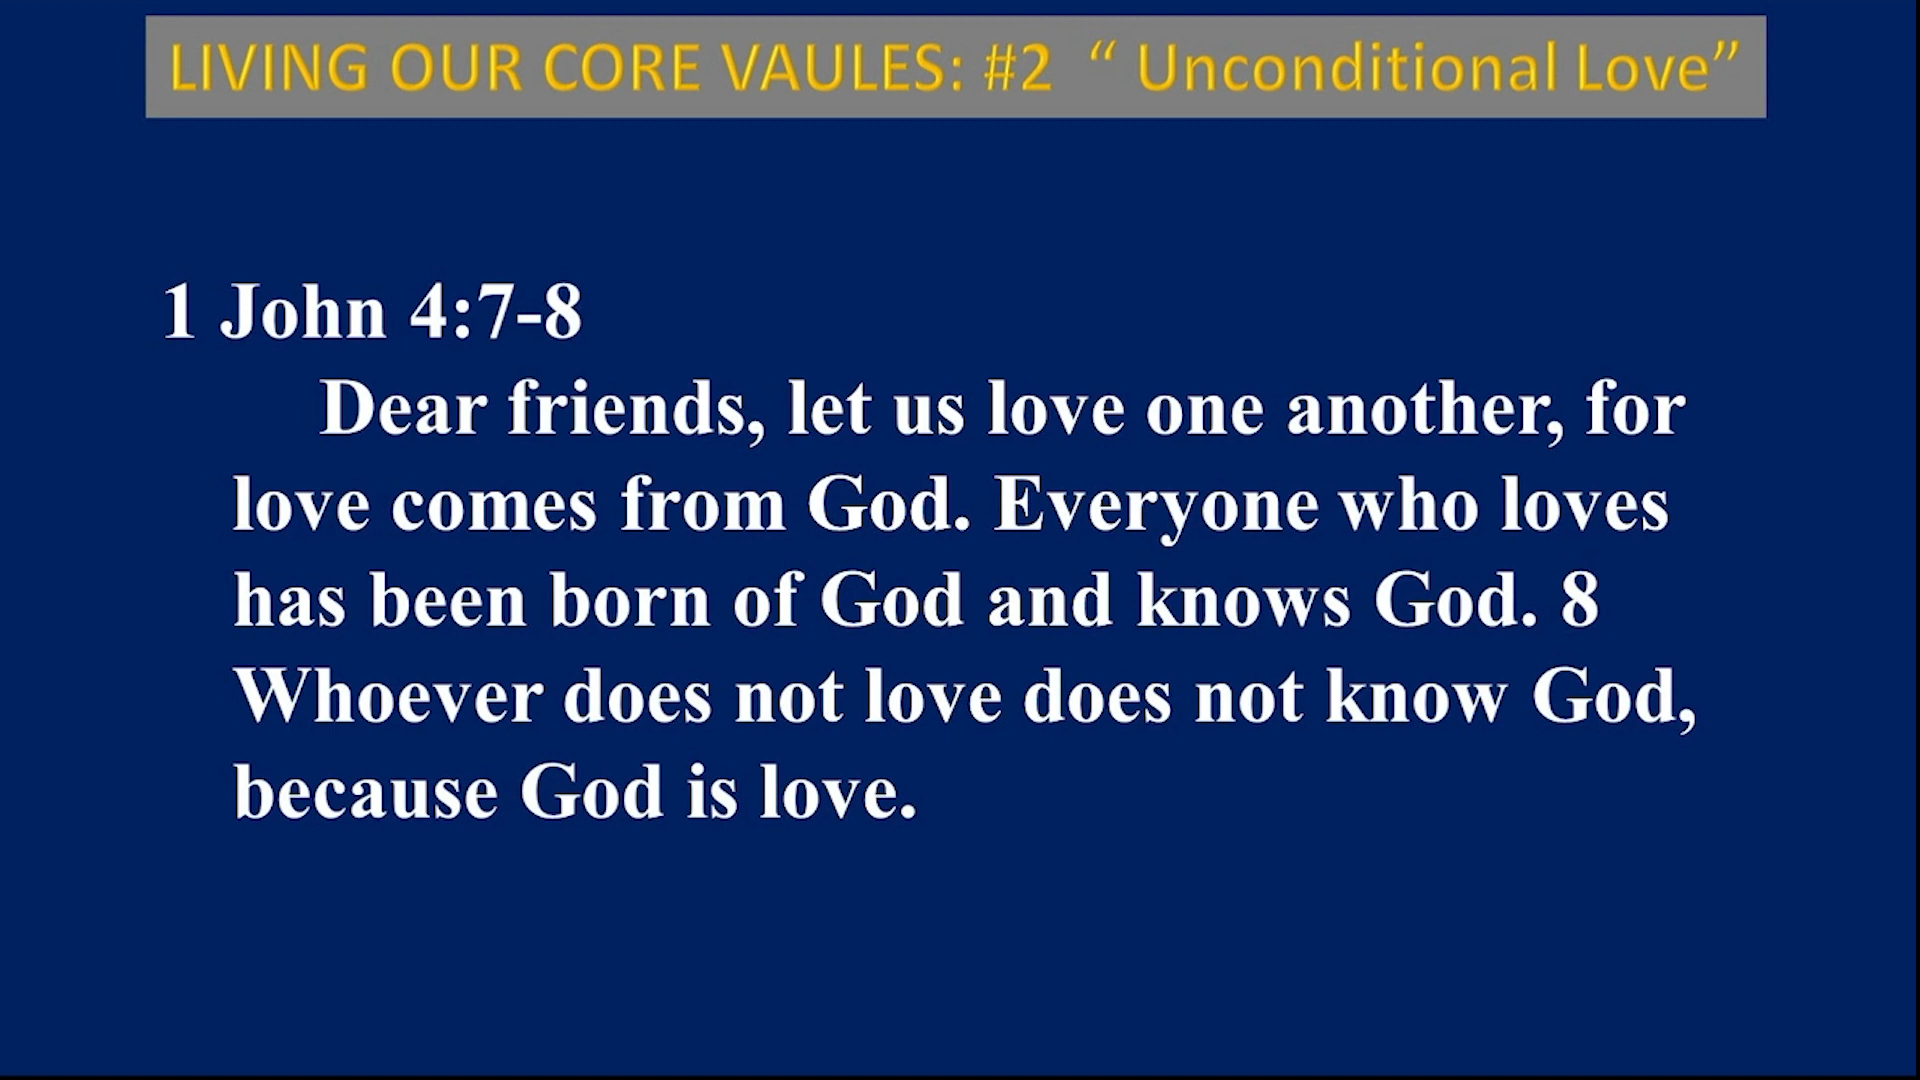 LIVING OUR CORE VAULES: #2 “ Unconditional Love”
1 John 4:7-8
Dear friends, let us love one another, for
love comes from God. Everyone who loves
has been born of God and knows God. 8
Whoever does not love does not know God,
because God is love.